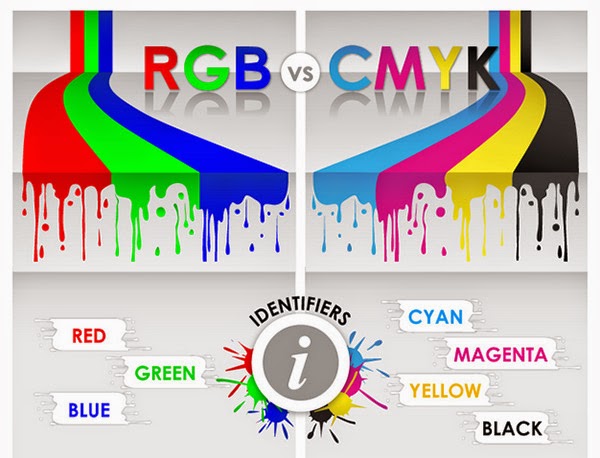 RGB VS CMYK
IDENTIFIERS
i
RED
GREEN
BLUE
CYAN
MAGENTA
YELLOW
BLACK